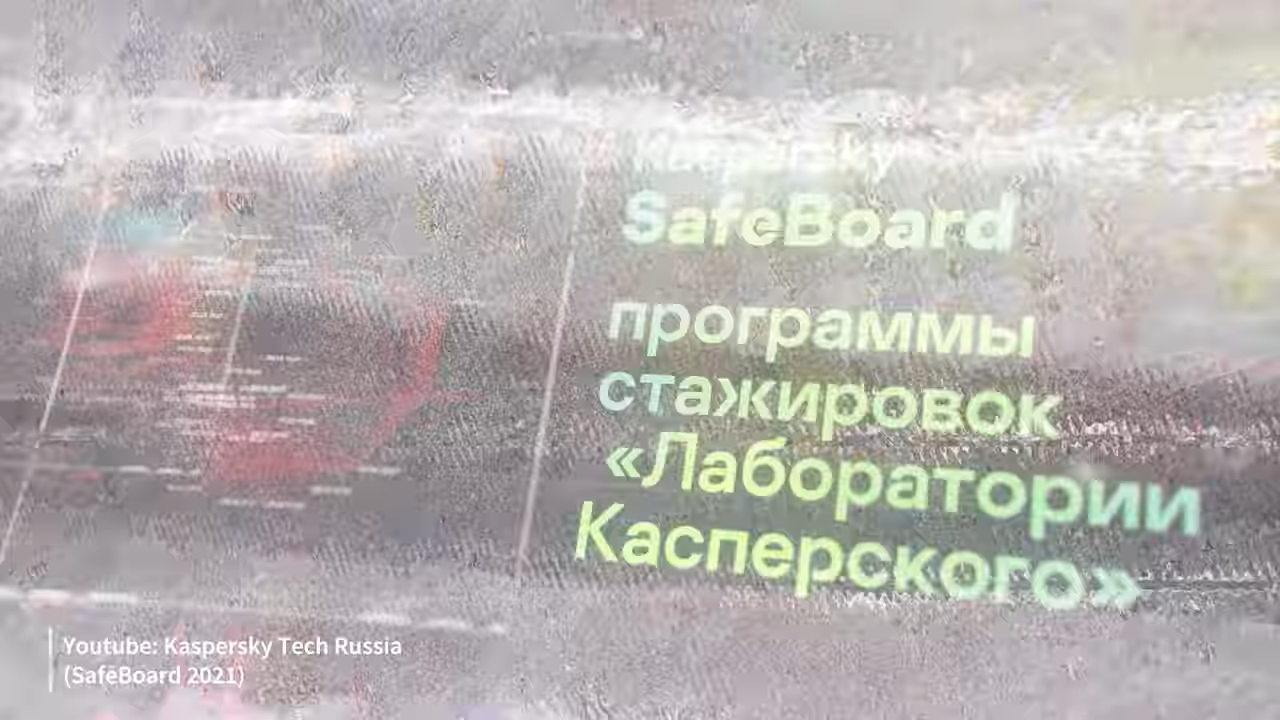 SafeBoard
программы
стажировок
«Лаборатории
Касперского»
Youtube: Kaspersky Tech Russia
(SafeBoard 2021)